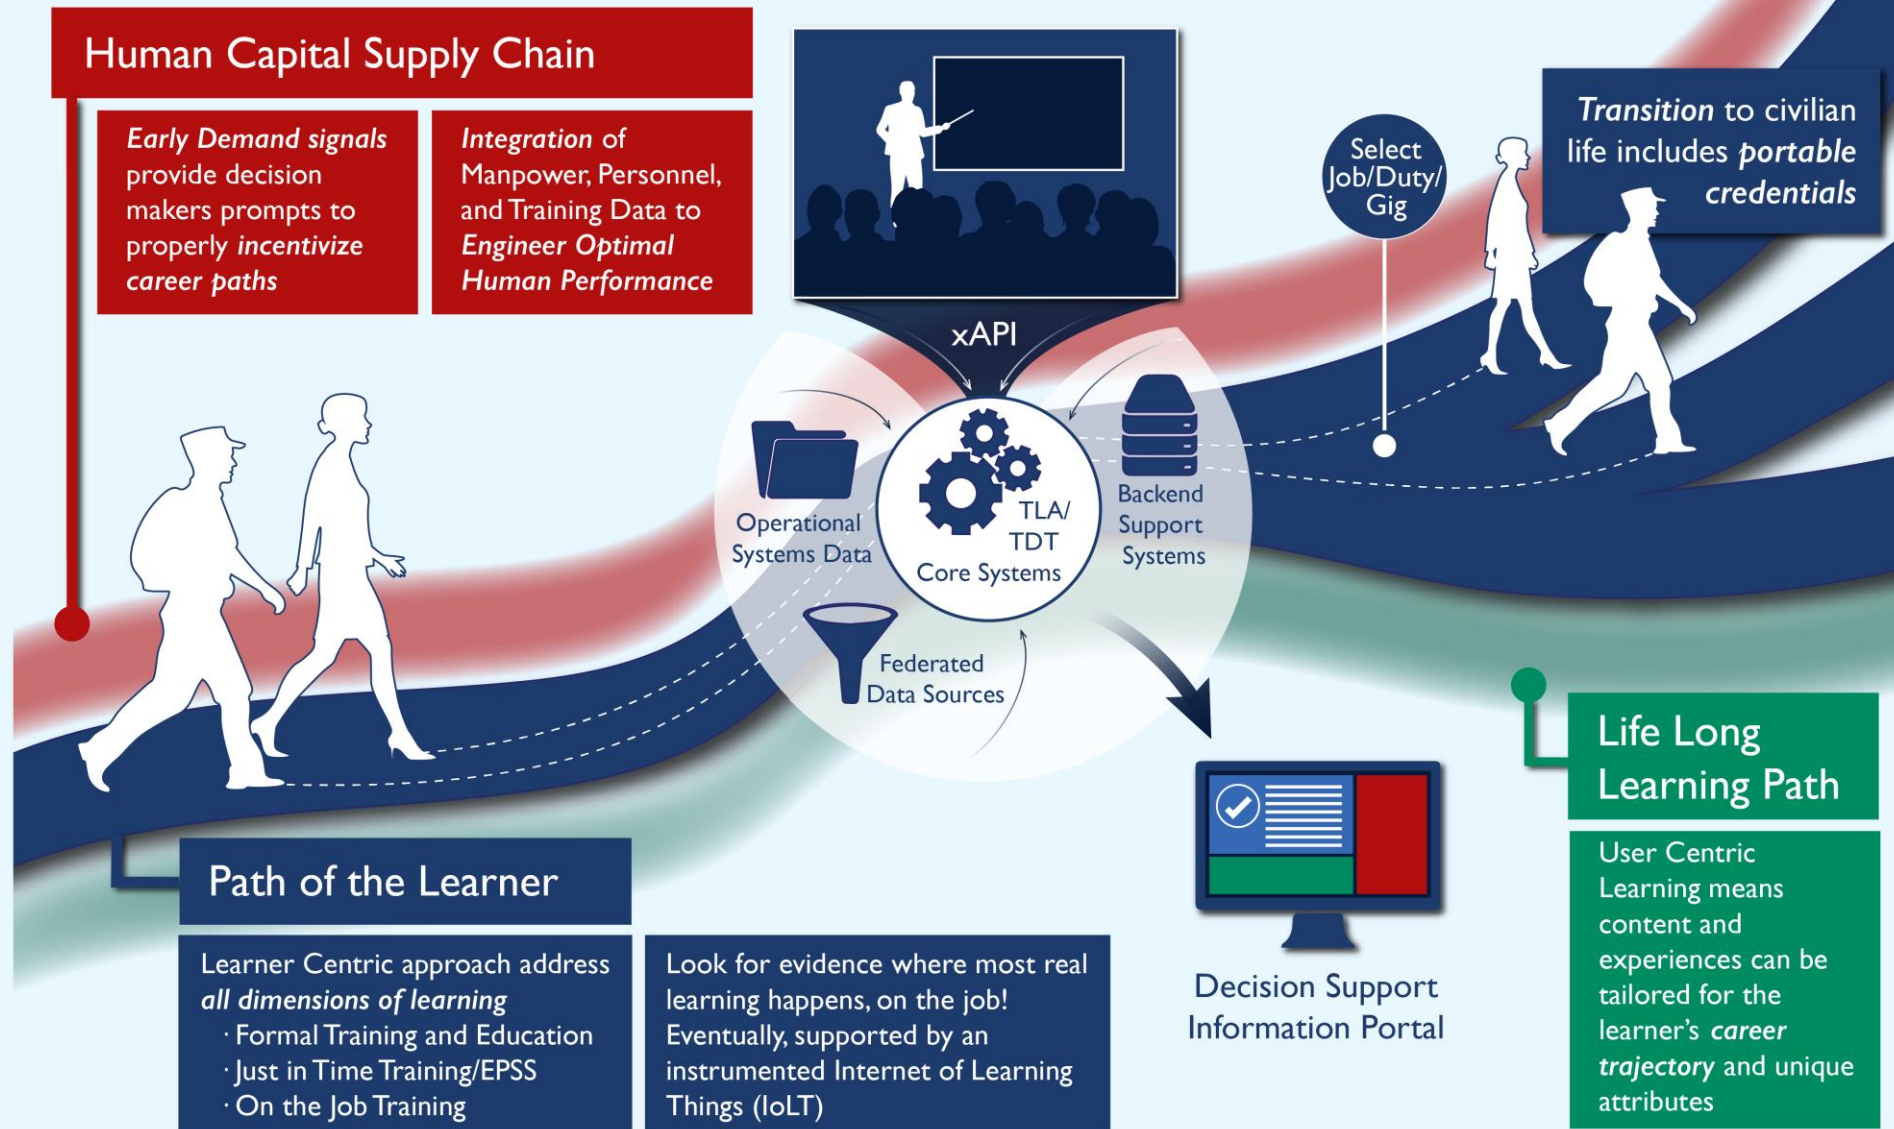 Human Capital Supply Chain
Early Demand signals
provide decision
makers prompts to
properly incentivize
career paths
Integration of
Manpower, Personnel,
and Training Data to
Engineer Optimal
Human Performance
xAPI
Select
Job/Duty/
Gig
Transition to civilian
life includes portable
credentials
Operational
Systems Data
TLA/
TDT
Core Systems
Backend
Support
Systems
Federated
Data Sources
Path of the Learner
Learner Centric approach address
all dimensions of learning
· Formal Training and Education
· Just in Time Training/EPSS
· On the Job Training
Look for evidence where most real
learning happens, on the job!
Eventually, supported by an
instrumented Internet of Learning
Things (IoLT)
Decision Support
Information Portal
Life Long
Learning Path
User Centric
Learning means
content and
experiences can be
tailored for the
learner's career
trajectory and unique
attributes